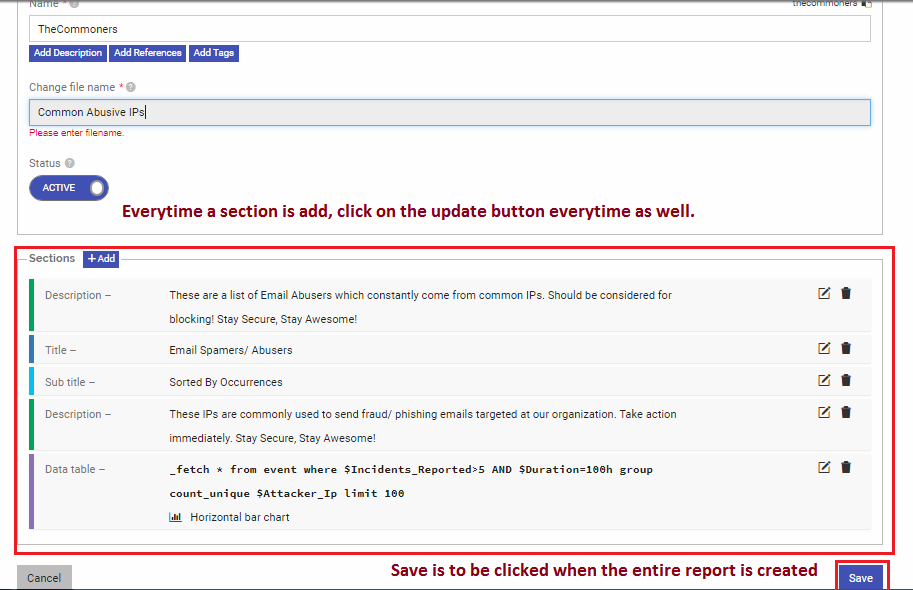 Name *
thecommoners
TheCommoners
Add Description Add References Add Tags
Change file name *
Common Abusive IPs
Please enter filename.
Status
ACTIVE
Everytime a section is add, click on the update button everytime as well.
Sections + Add
Description – These are a list of Email Abusers which constantly come from common IPs. Should be considered for
blocking! Stay Secure, Stay Awesome!
Title – Email Spamers/ Abusers
Sub title – Sorted By Occurrences
Description – These IPs are commonly used to send fraud/ phishing emails targeted at our organization. Take action
immediately. Stay Secure, Stay Awesome!
Data table – _fetch * from event where $Incidents_Reported>5 AND $Duration=100h group
count_unique $Attacker_Ip limit 100
Horizontal bar chart
Save is to be clicked when the entire report is created
Cancel Save